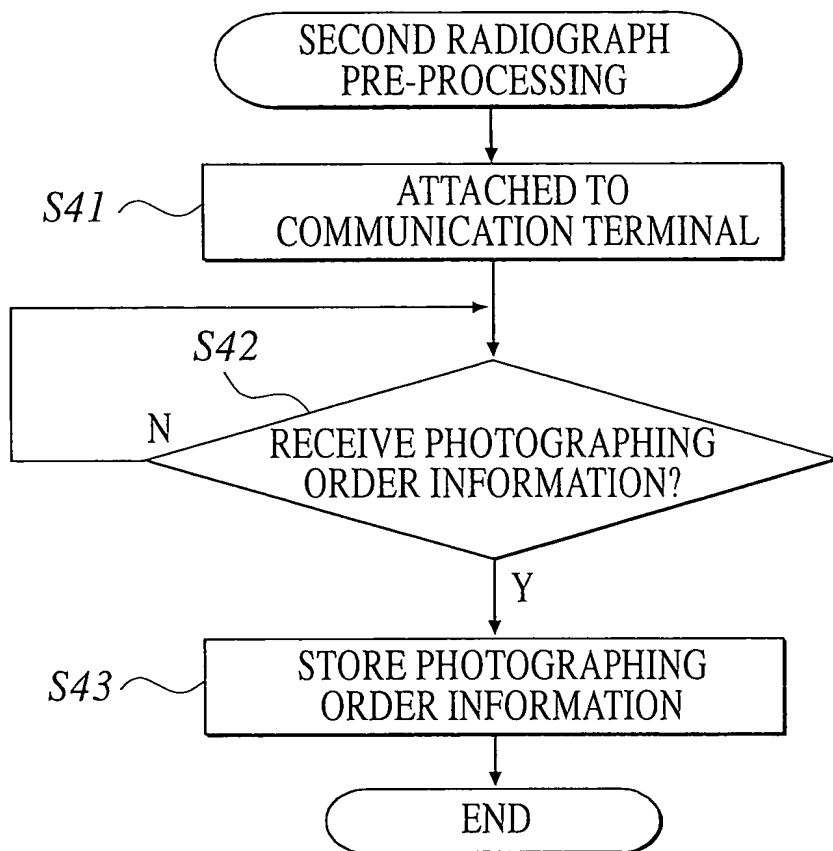 SECOND RADIOGRAPH
PRE-PROCESSING
S41
ATTACHED TO
COMMUNICATION TERMINAL
S42
N
RECEIVE PHOTOGRAPHING
ORDER INFORMATION?
Y
S43
STORE PHOTOGRAPHING
ORDER INFORMATION
END